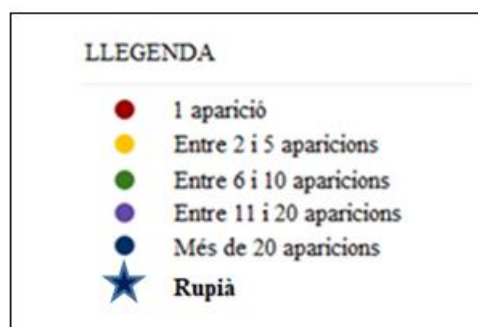 LLEGENDA
1 aparició
Entre 2 i 5 aparicions
Entre 6 i 10 aparicions
Entre 11 i 20 aparicions
Més de 20 aparicions
Rupià